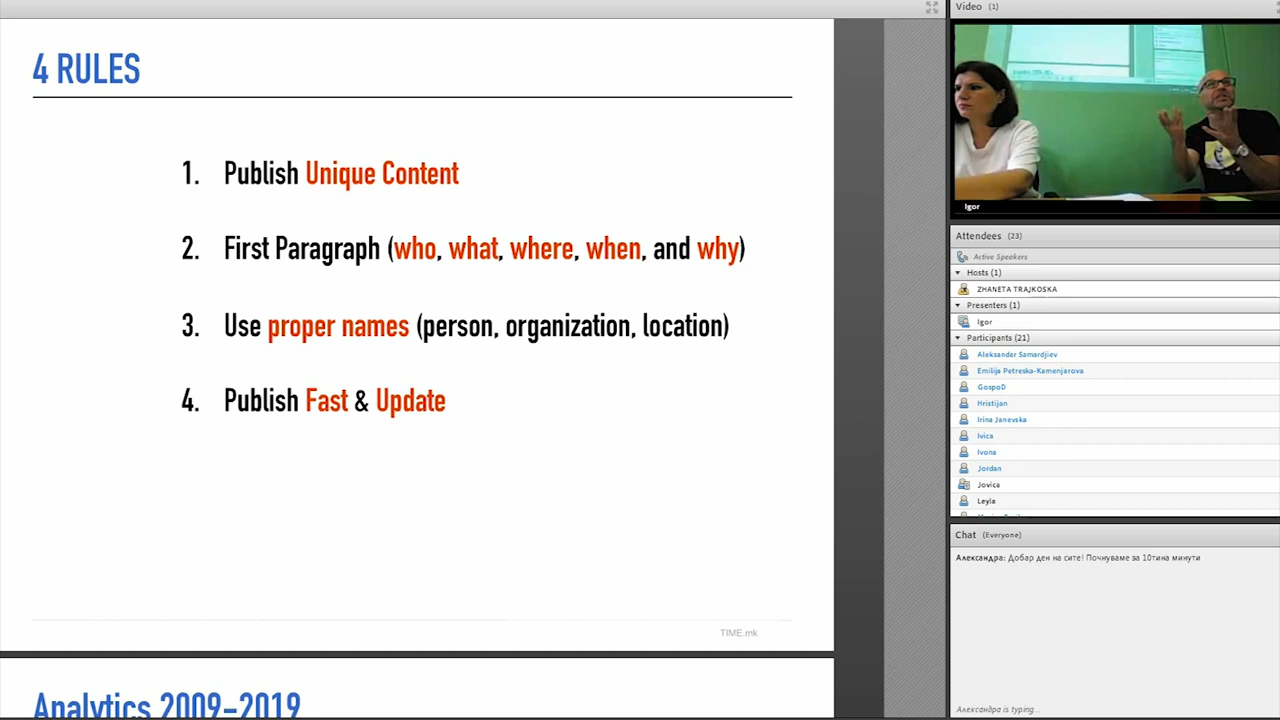 4 RULES
1. Publish Unique Content
2. First Paragraph (who, what, where, when, and why)
3. Use proper names (person, organization, location)
4. Publish Fast & Update
TIME.mk
Analytics 2009–2019
Video (1)
Igor
Attendees (23)
Active Speakers
Hosts (1)
ZHANETA TRAJKOSKA
Presenters (1)
Igor
Participants (21)
Aleksandar Samardjiev
Emilija Petreska-Kamenjarova
GospoD
Hristijan
Irina Janevska
Ivica
Ivona
Jordan
Jovica
Leyla
Chat (Everyone)
Александра: Добар ден на сите! Почнуваме за 10тина минути
Александра is typing...